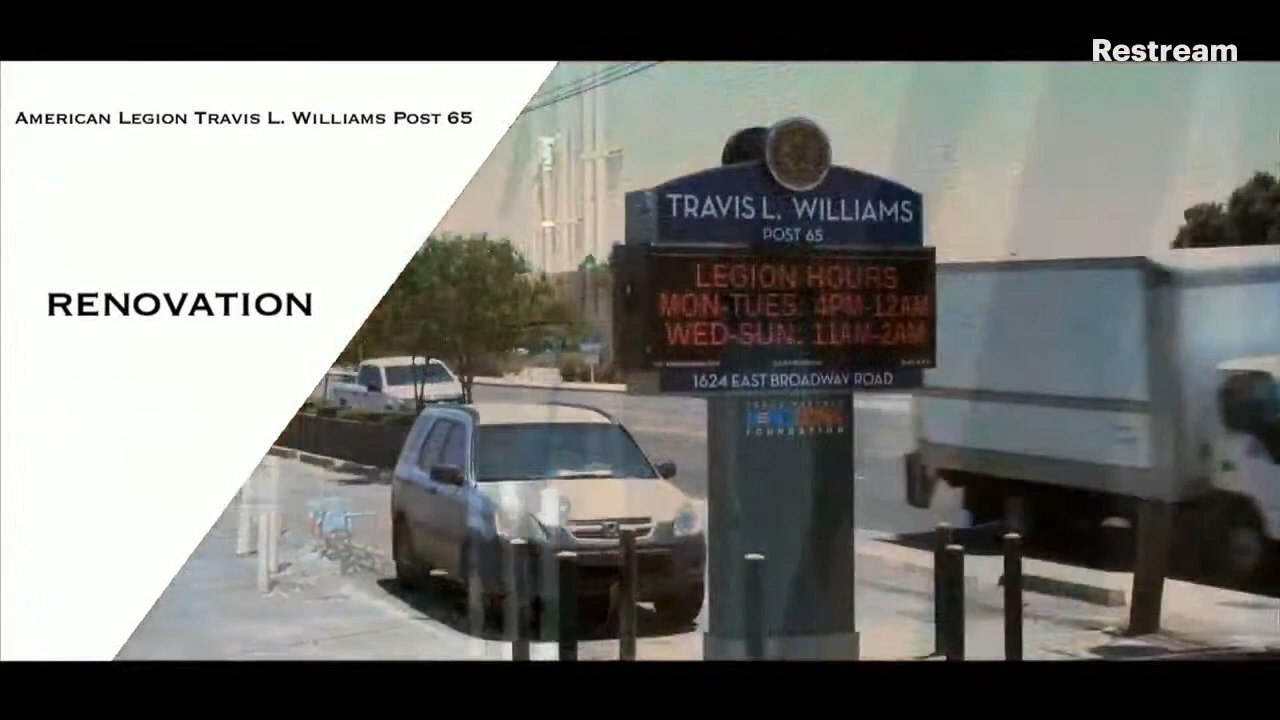 Restream
American Legion Travis L. Williams Post 65
RENOVATION
TRAVIS L. WILLIAMS
POST 65
LEGION HOURS
MON-TUES: 4PM-12AM
WED-SUN: 11AM-2AM
1624 EAST BROADWAY ROAD
FOUNDATION